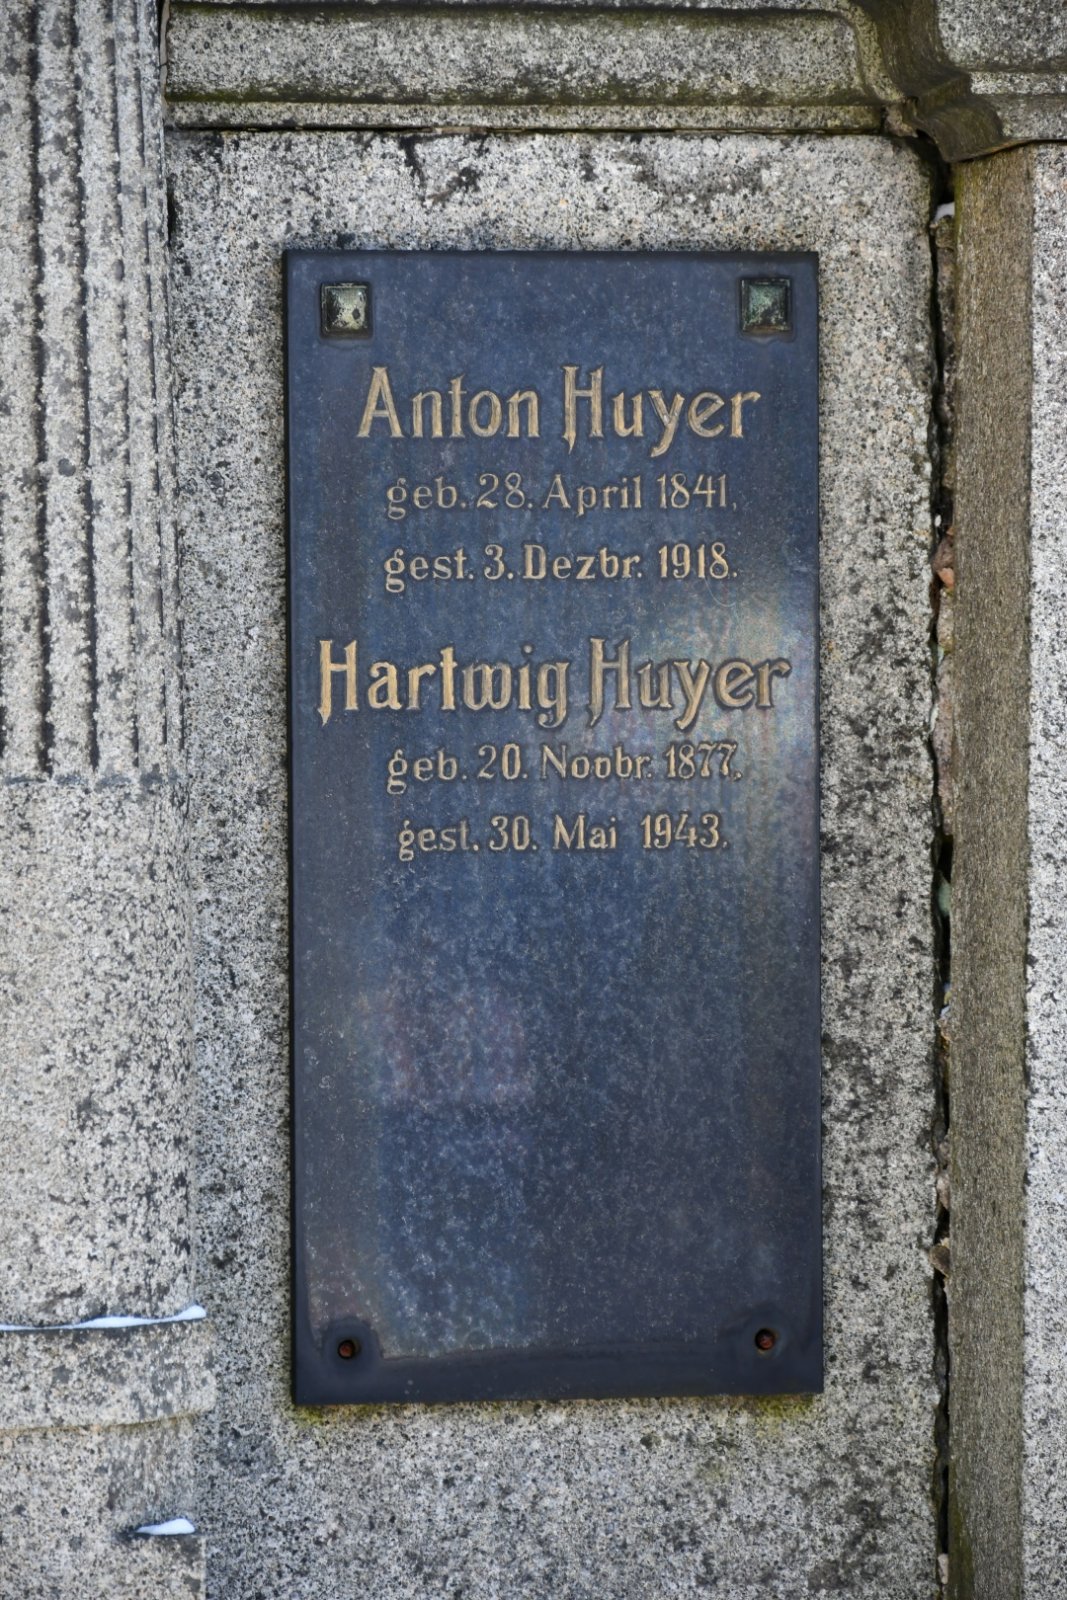 Anton Huyer
geb. 28. April 1841,
gest. 3. Dezbr. 1918.
Hartwig Huyer
geb. 20. Novbr. 1877,
gest. 30. Mai 1943.